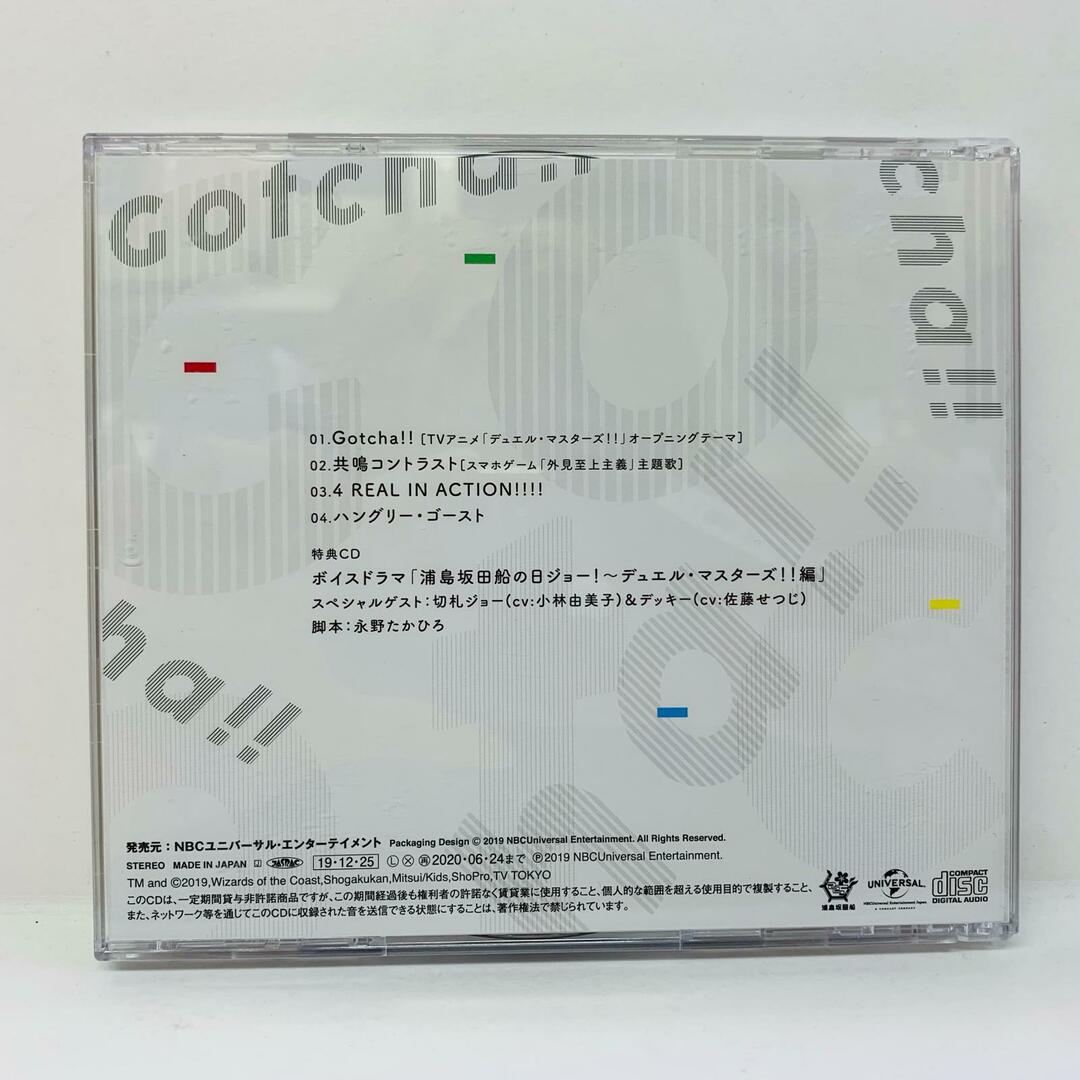 Gotcha!!
cha!!
01.Gotcha!! [TVアニメ「デュエル・マスターズ!!」オープニングテーマ]
02.共鳴コントラスト[スマホゲーム「外見至上主義」主題歌]
03.4 REAL IN ACTION!!!!
04.ハングリー・ゴースト
特典CD
ボイスドラマ「浦島坂田船の日ジョー!~デュエル・マスターズ!!編」
スペシャルゲスト:切札ジョー(cv:小林由美子)&デッキー(cv:佐藤せつじ)
脚本:永野たかひろ
ha!!
発売元:NBCユニバーサル・エンターテイメント Packaging Design ©2019 NBCUniversal Entertainment. All Rights Reserved.
STEREO MADE IN JAPAN JASRAC 19・12・25 Ⓛ Ⓧ 再 2020・06・24まで ℗2019 NBCUniversal Entertainment.
TM and ©2019,Wizards of the Coast,Shogakukan,Mitsui/Kids,ShoPro,TV TOKYO
このCDは、一定期間貸与非許諾商品ですが、この期間経過後も権利者の許諾なく賃貸業に使用すること、個人的な範囲を超える使用目的で複製すること、
また、ネットワーク等を通じてこのCDに収録された音を送信できる状態にすることは、著作権法で禁じられています。
浦島坂田船
UNIVERSAL
NBCUniversal Entertainment Japan
COMPACT
disc
DIGITAL AUDIO